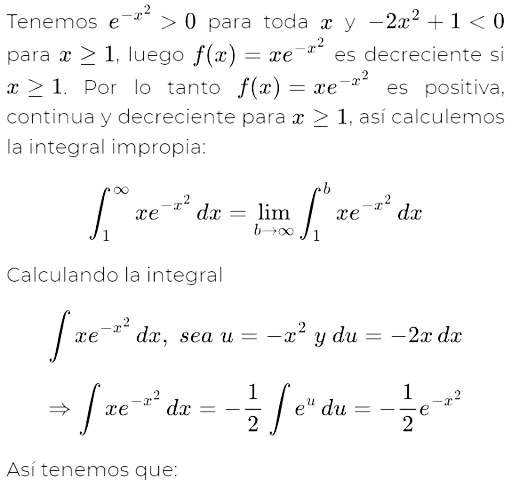 Tenemos $e^{-x^2} > 0$ para toda $x$ y $-2x^2 + 1 < 0$
para $x \geq 1$, luego $f(x) = xe^{-x^2}$ es decreciente si
$x \geq 1$. Por lo tanto $f(x) = xe^{-x^2}$ es positiva,
continua y decreciente para $x \geq 1$, así calculemos
la integral impropia:
$\int_1^\infty xe^{-x^2}\, dx = \lim_{b \to \infty} \int_1^b xe^{-x^2}\, dx$
Calculando la integral
$\int xe^{-x^2}\, dx,\ sea\ u = -x^2\ y\ du = -2x\, dx$
$\Rightarrow \int xe^{-x^2}\, dx = -\frac{1}{2} \int e^u\, du = -\frac{1}{2}e^{-x^2}$
Así tenemos que: